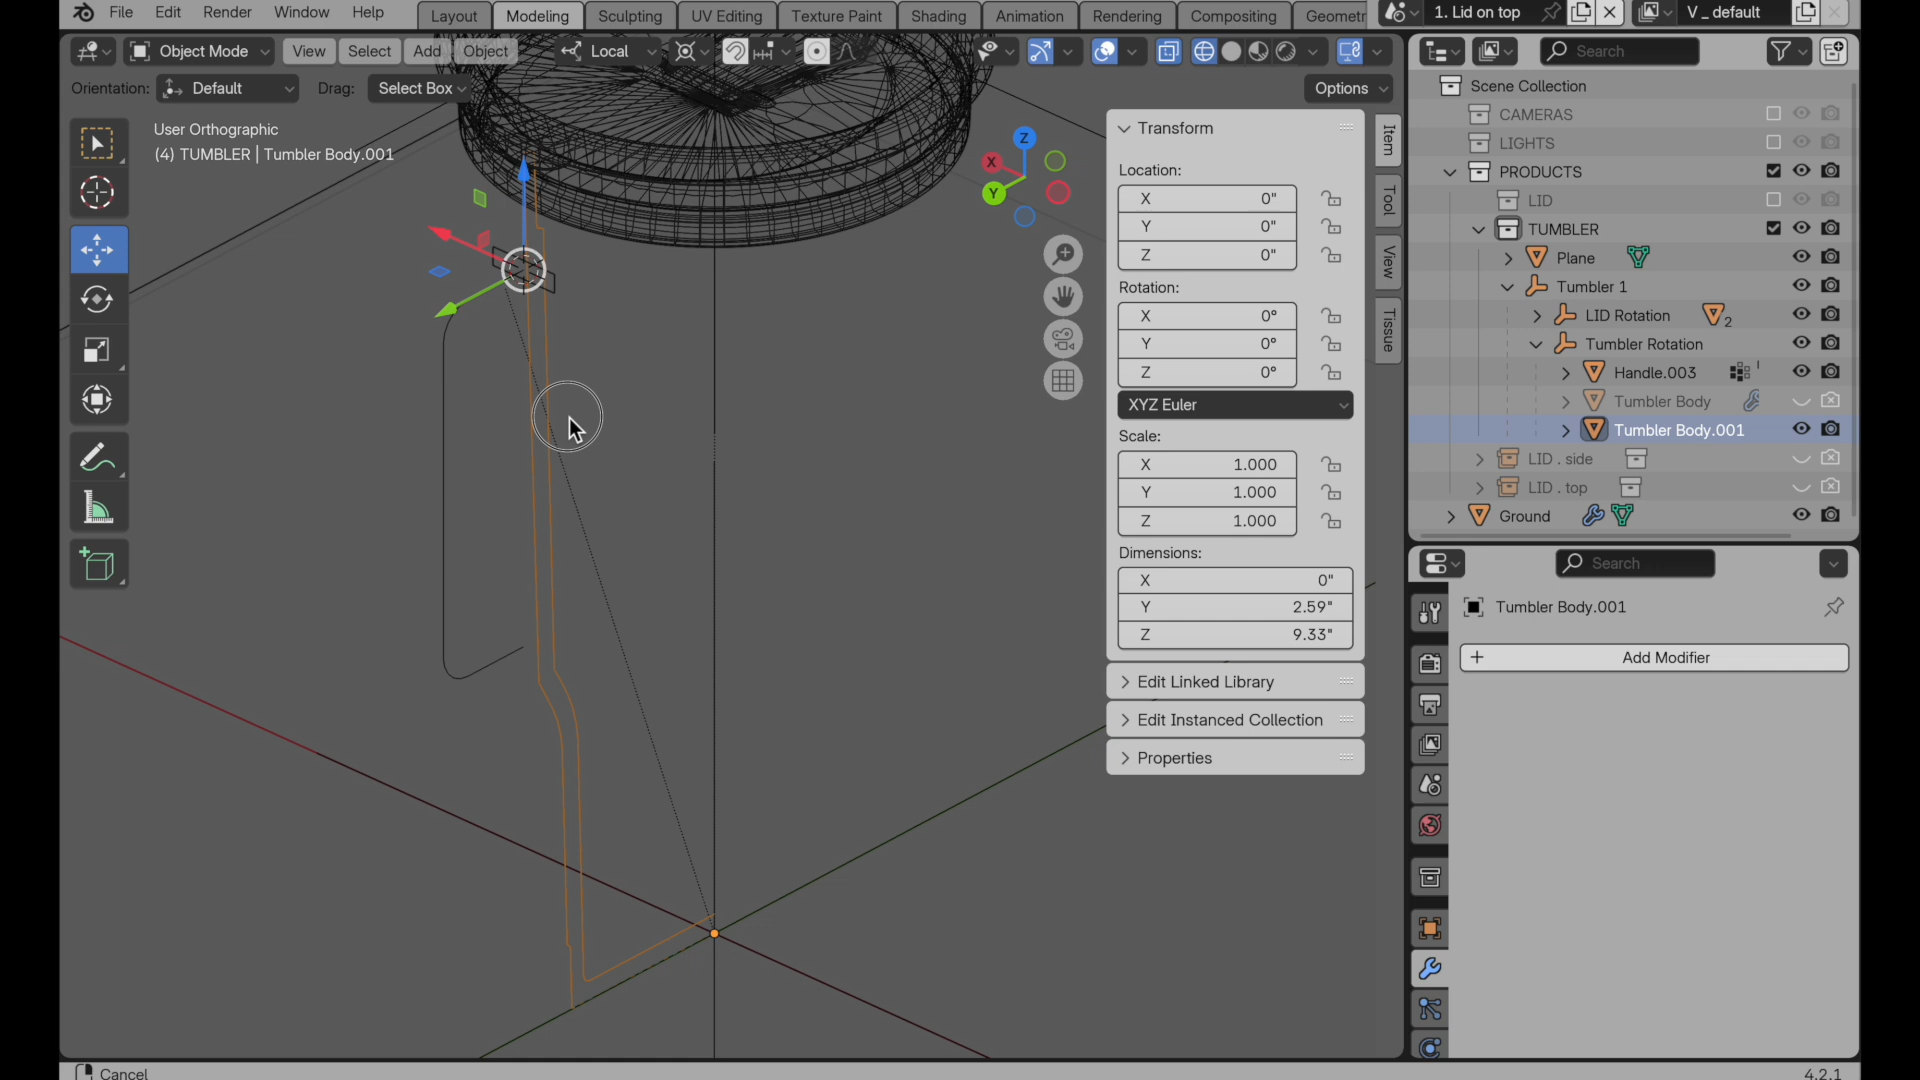 File Edit Render Window Help
Layout Modeling Sculpting UV Editing Texture Paint Shading Animation Rendering Compositing Geometr
1. Lid on top
V _ default
Object Mode View Select Add Object
Local
Search
Orientation: Default Drag: Select Box
Options
User Orthographic
(4) TUMBLER | Tumbler Body.001
Z
X
Y
Transform
Location:
X 0"
Y 0"
Z 0"
Rotation:
X 0°
Y 0°
Z 0°
XYZ Euler
Scale:
X 1.000
Y 1.000
Z 1.000
Dimensions:
X 0"
Y 2.59"
Z 9.33"
Edit Linked Library
Edit Instanced Collection
Properties
Item
Tool
View
Tissue
Scene Collection
CAMERAS
LIGHTS
PRODUCTS
LID
TUMBLER
Plane
Tumbler 1
LID Rotation 2
Tumbler Rotation
Handle.003
Tumbler Body
Tumbler Body.001
LID . side
LID . top
Ground
Search
Tumbler Body.001
+ Add Modifier
Cancel
4.2.1